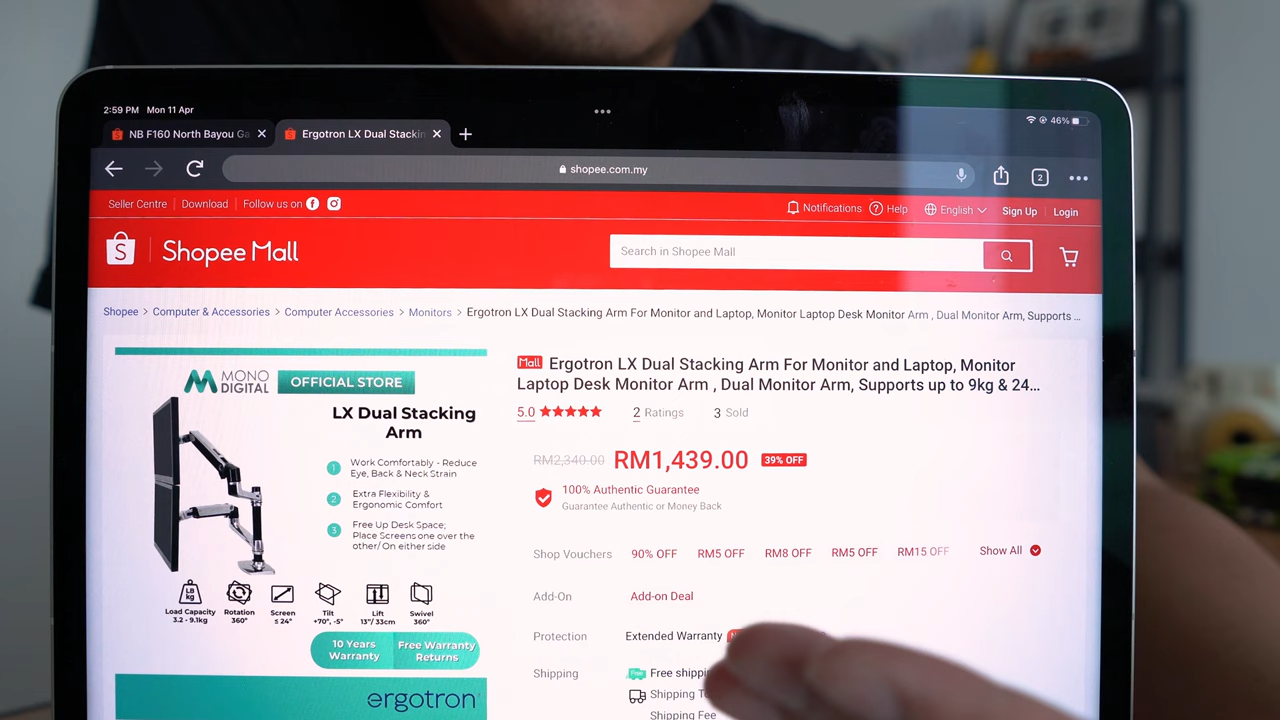 2:59 PM Mon 11 Apr
46%
NB F160 North Bayou Ga
Ergotron LX Dual Stackin
shopee.com.my
2
Seller Centre Download Follow us on
Notifications Help English Sign Up Login
Shopee Mall
Search in Shopee Mall
Shopee > Computer & Accessories > Computer Accessories > Monitors > Ergotron LX Dual Stacking Arm For Monitor and Laptop, Monitor Laptop Desk Monitor Arm , Dual Monitor Arm, Supports ...
MONO
DIGITAL
OFFICIAL STORE
LX Dual Stacking
Arm
1 Work Comfortably - Reduce
Eye, Back & Neck Strain
2 Extra Flexibility &
Ergonomic Comfort
3 Free Up Desk Space;
Place Screens one over the
other/ On either side
LB
kg
Load Capacity
3.2 - 9.1kg
Rotation
360°
Screen
≤ 24"
Tilt
+70°, -5°
Lift
13"/ 33cm
Swivel
360°
10 Years
Warranty
Free Warranty
Returns
ergotron
Mall Ergotron LX Dual Stacking Arm For Monitor and Laptop, Monitor
Laptop Desk Monitor Arm , Dual Monitor Arm, Supports up to 9kg & 24...
5.0 2 Ratings 3 Sold
RM2,340.00 RM1,439.00 39% OFF
100% Authentic Guarantee
Guarantee Authentic or Money Back
Shop Vouchers 90% OFF RM5 OFF RM8 OFF RM5 OFF RM15 OFF Show All
Add-On Add-on Deal
Protection Extended Warranty
Shipping Free
Shipping
Shipping Fee